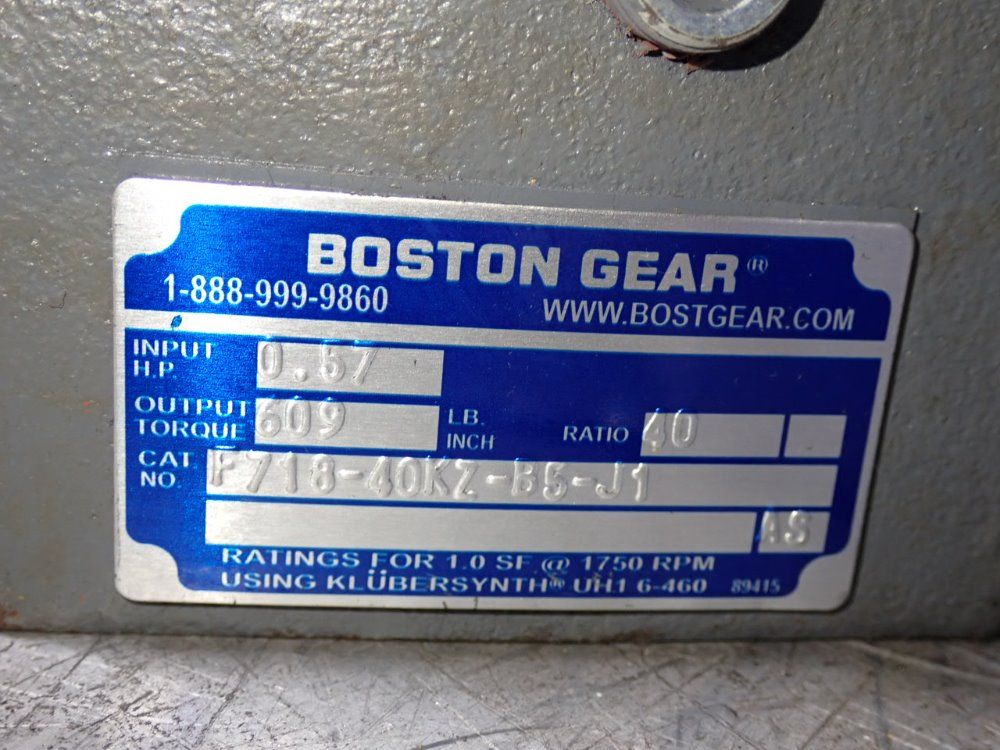 BOSTON GEAR®
1-888-999-9860
WWW.BOSTGEAR.COM
INPUT H.P. 0.57
OUTPUT TORQUE 609 LB. INCH RATIO 40
CAT. NO. F718-40KZ-B5-J1
AS
RATINGS FOR 1.0 SF @ 1750 RPM
USING KLÜBERSYNTH® UH1 6-460 89415